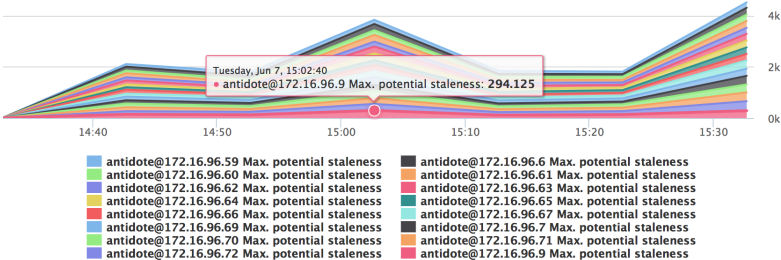 4k
Tuesday, Jun 7, 15:02:40
antidote@172.16.96.9 Max. potential staleness: 294.125
2k
0k
14:40 14:50 15:00 15:10 15:20 15:30
antidote@172.16.96.59 Max. potential staleness antidote@172.16.96.6 Max. potential staleness
antidote@172.16.96.60 Max. potential staleness antidote@172.16.96.61 Max. potential staleness
antidote@172.16.96.62 Max. potential staleness antidote@172.16.96.63 Max. potential staleness
antidote@172.16.96.64 Max. potential staleness antidote@172.16.96.65 Max. potential staleness
antidote@172.16.96.66 Max. potential staleness antidote@172.16.96.67 Max. potential staleness
antidote@172.16.96.69 Max. potential staleness antidote@172.16.96.7 Max. potential staleness
antidote@172.16.96.70 Max. potential staleness antidote@172.16.96.71 Max. potential staleness
antidote@172.16.96.72 Max. potential staleness antidote@172.16.96.9 Max. potential staleness